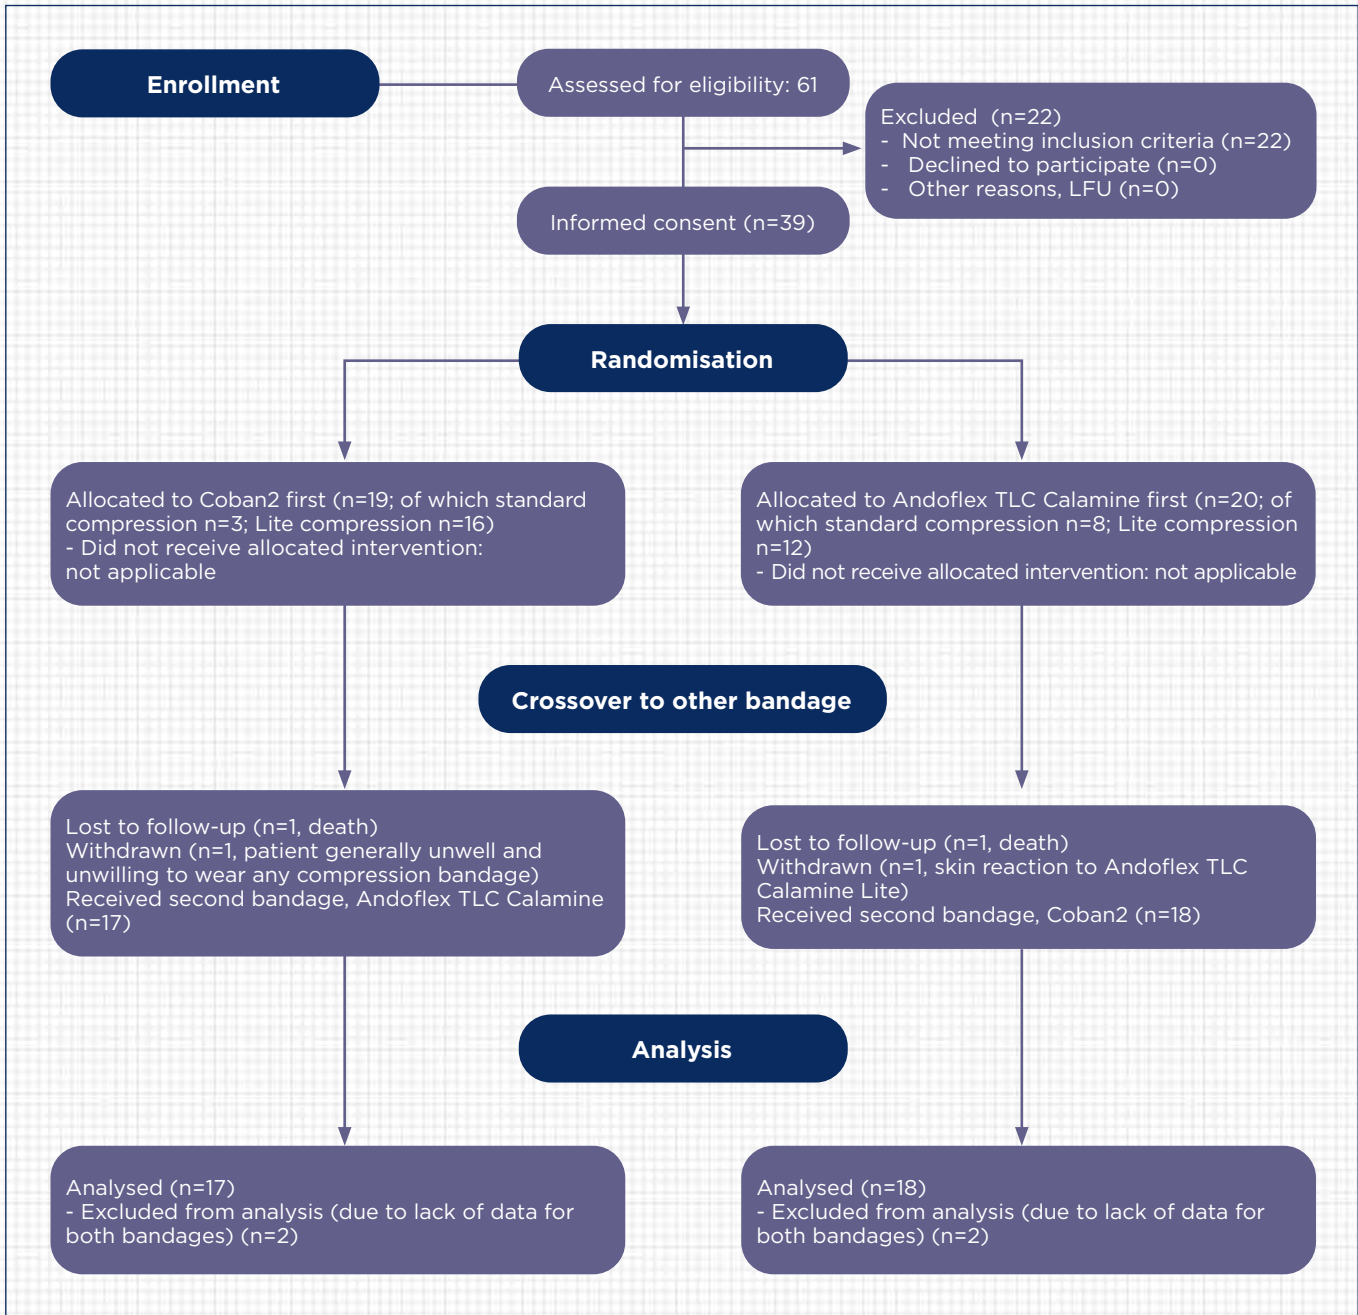 Enrollment
Assessed for eligibility: 61
Excluded  (n=22)
-  Not meeting inclusion criteria (n=22)
-   Declined to participate (n=0)
-   Other reasons, LFU (n=0)
Informed consent (n=39)
Randomisation
Allocated to Coban2 first (n=19; of which standard
compression n=3; Lite compression n=16)
- Did not receive allocated intervention:
not applicable
Allocated to Andoflex TLC Calamine first (n=20; of
which standard compression n=8; Lite compression
n=12)
- Did not receive allocated intervention: not applicable
Crossover to other bandage
Lost to follow-up (n=1, death)
Withdrawn (n=1, patient generally unwell and
unwilling to wear any compression bandage)
Received second bandage, Andoflex TLC Calamine
(n=17)
Lost to follow-up (n=1, death)
Withdrawn (n=1, skin reaction to Andoflex TLC
Calamine Lite)
Received second bandage, Coban2 (n=18)
Analysis
Analysed (n=17)
- Excluded from analysis (due to lack of data for
both bandages) (n=2)
Analysed (n=18)
- Excluded from analysis (due to lack of data for
both bandages) (n=2)